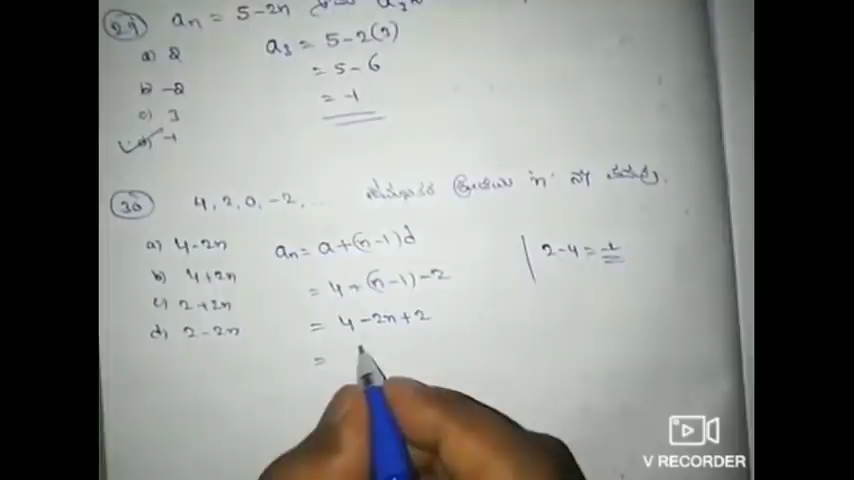 29) aₙ = 5-2n
a) 2
b) -2
c) 3
d) -1
a₃ = 5-2(3)
= 5-6
= -1
30) 4, 2, 0, -2, ... ಶ್ರೇಢಿಯ 'n' ನೇ ಪದವು
a) 4-2n
b) 4+2n
c) 2+2n
d) 2-2n
aₙ = a+(n-1)d
= 4+(n-1)-2
= 4-2n+2
=
2-4 = -2
V RECORDER